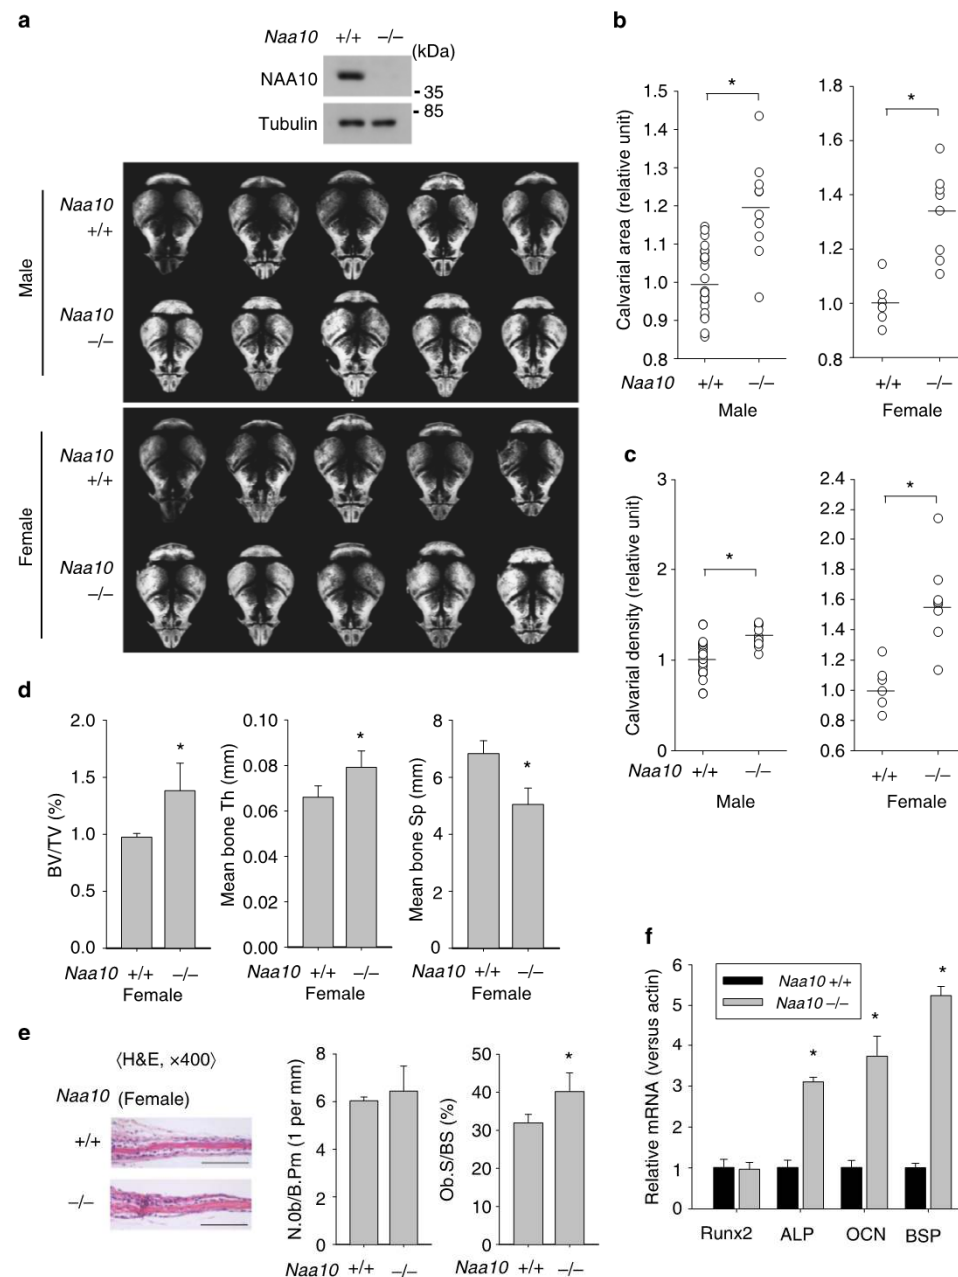 a
Naa10 +/+ –/–
(kDa)
NAA10
- 35
- 85
Tubulin
Male
Naa10
+/+
Naa10
–/–
Female
Naa10
+/+
Naa10
–/–
b
Calvarial area (relative unit)
1.5
1.4
1.3
1.2
1.1
1.0
0.9
0.8
*
Naa10 +/+ –/–
Male
1.8
1.6
1.4
1.2
1.0
0.8
*
+/+ –/–
Female
c
Calvarial density (relative unit)
3
2
1
0
*
Naa10 +/+ –/–
Male
2.4
2.2
2.0
1.8
1.6
1.4
1.2
1.0
0.8
0.6
*
+/+ –/–
Female
d
BV/TV (%)
2.0
1.5
1.0
0.5
0.0
*
Naa10 +/+ –/–
Female
Mean bone Th (mm)
0.10
0.08
0.06
0.04
0.02
0.00
*
Naa10 +/+ –/–
Female
Mean bone Sp (mm)
8
6
4
2
0
*
Naa10 +/+ –/–
Female
e
⟨H&E, ×400⟩
Naa10 (Female)
+/+
–/–
N.0b/B.Pm (1 per mm)
8
6
4
2
0
Naa10 +/+ –/–
Ob.S/BS (%)
50
40
30
20
10
0
*
Naa10 +/+ –/–
f
Relative mRNA (versus actin)
6
5
4
3
2
1
0
Naa10 +/+
Naa10 –/–
*
*
*
Runx2 ALP OCN BSP